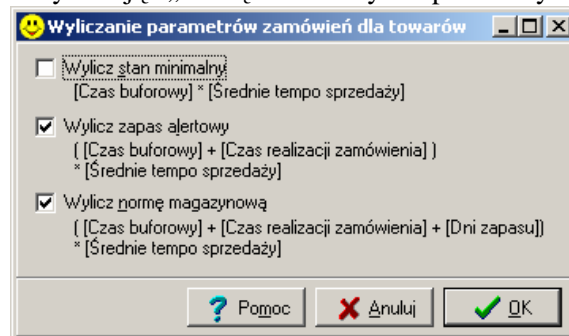 Wyliczanie parametrów zamówień dla towarów
Wylicz stan minimalny
[Czas buforowy] * [Średnie tempo sprzedaży]
Wylicz zapas alertowy
( [Czas buforowy] + [Czas realizacji zamówienia] )
* [Średnie tempo sprzedaży]
Wylicz normę magazynową
( [Czas buforowy] + [Czas realizacji zamówienia] + [Dni zapasu])
* [Średnie tempo sprzedaży]
Pomoc
Anuluj
OK